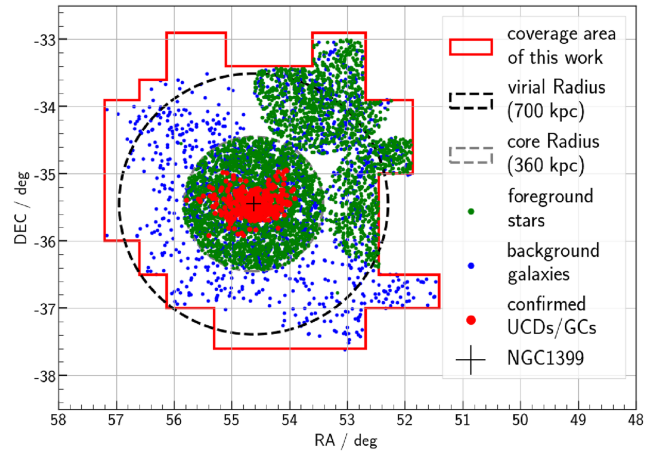 −33
−34
−35
−36
−37
−38
DEC / deg
58 57 56 55 54 53 52 51 50 49 48
RA / deg
coverage area
of this work
virial Radius
(700 kpc)
core Radius
(360 kpc)
foreground
stars
background
galaxies
confirmed
UCDs/GCs
NGC1399